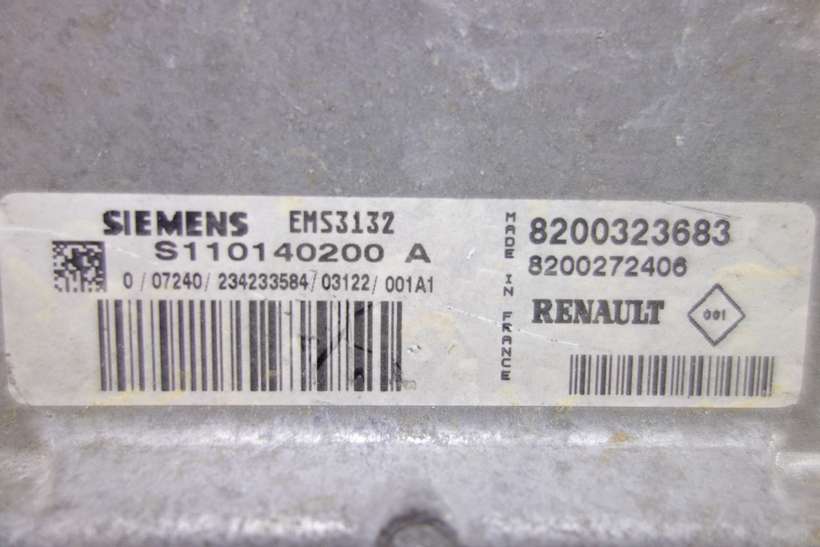 SIEMENS EMS3132
S110140200 A
0 / 07240 / 234233584 / 03122 / 001A1
MADE IN FRANCE
8200323683
8200272406
RENAULT 001